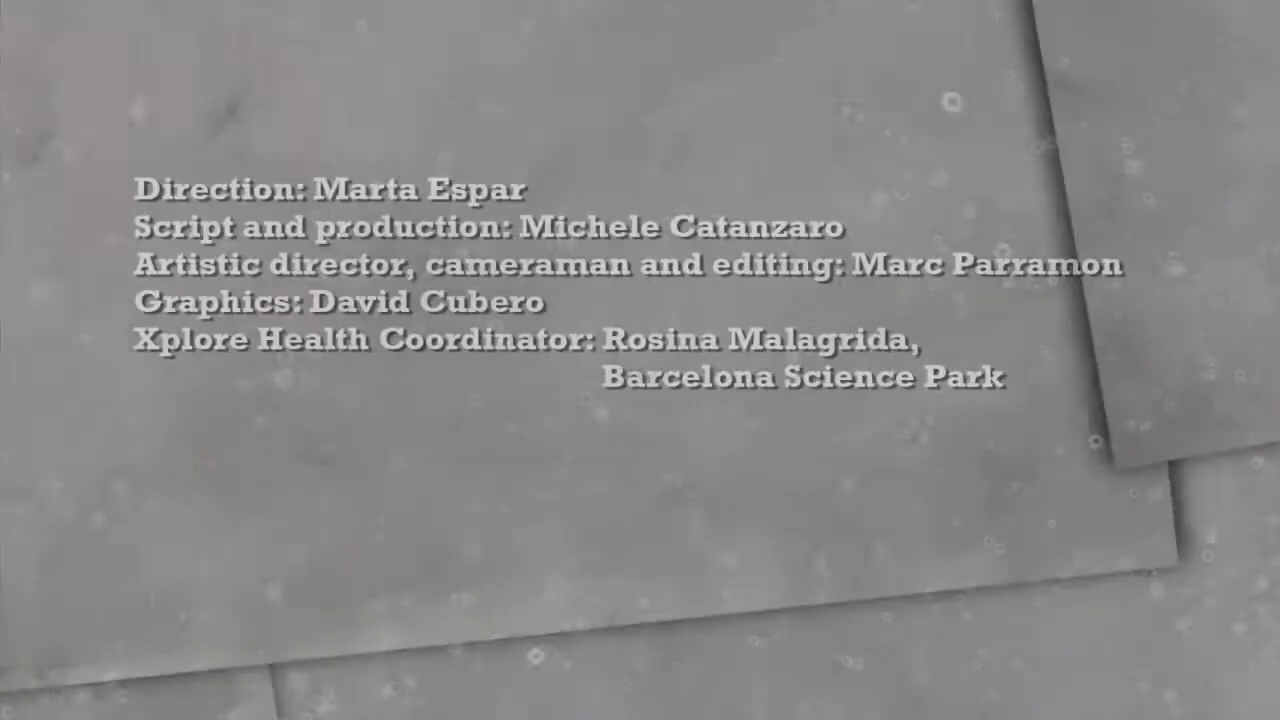 Direction: Marta Espar
Script and production: Michele Catanzaro
Artistic director, cameraman and editing: Marc Parramon
Graphics: David Cubero
Xplore Health Coordinator: Rosina Malagrida,
Barcelona Science Park